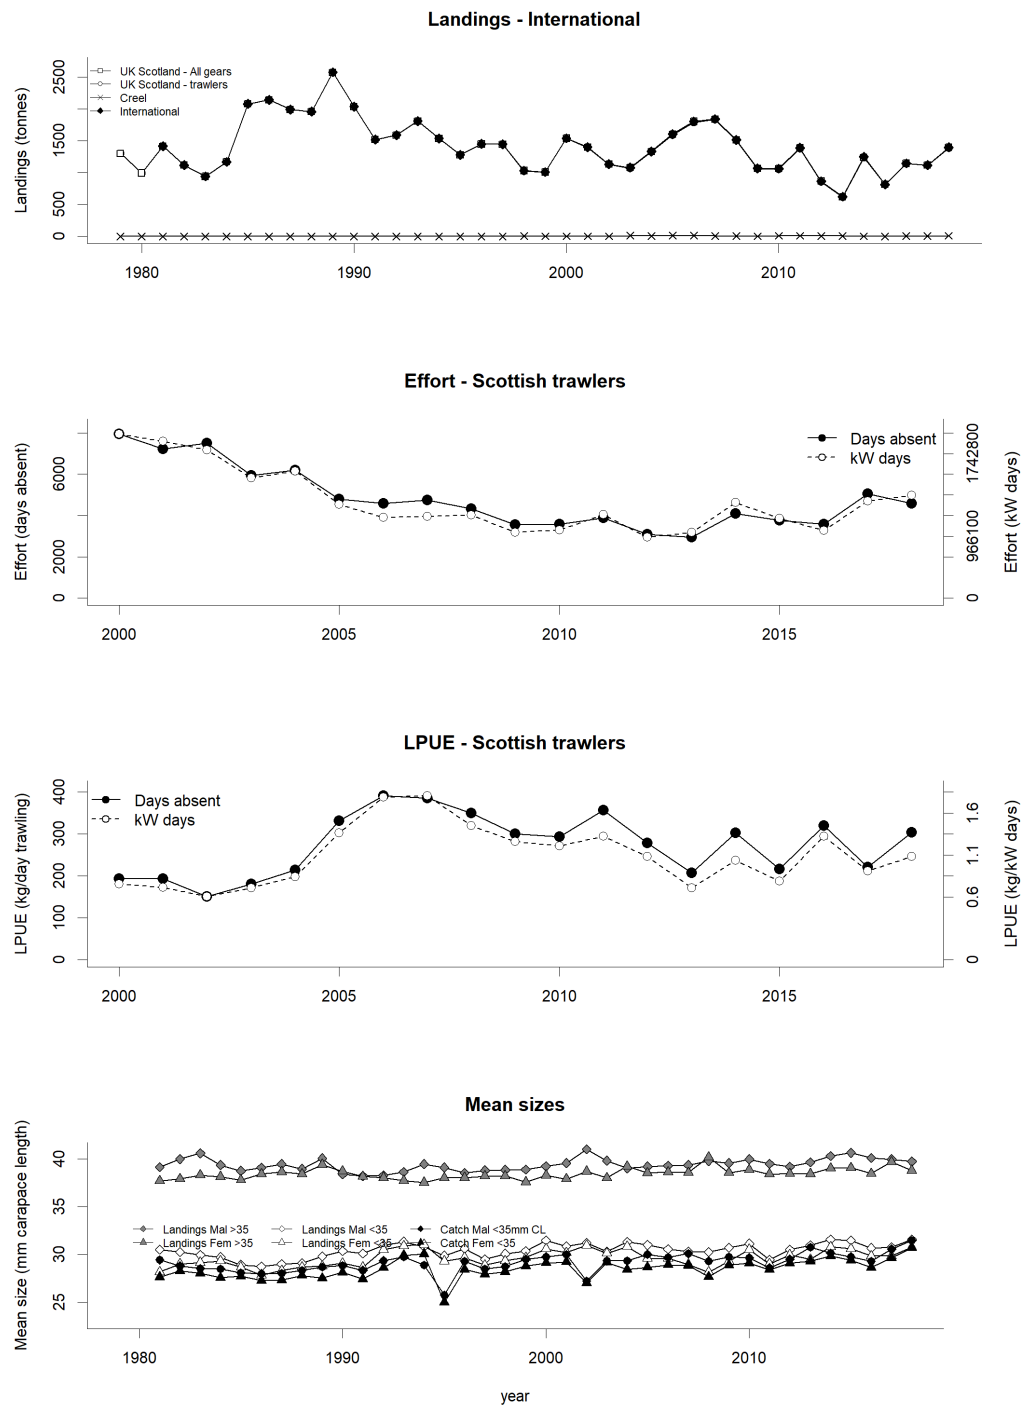 Landings - International
Landings (tonnes)
2500
1500
500
0
UK Scotland - All gears
UK Scotland - trawlers
Creel
International
1980
1990
2000
2010
Effort - Scottish trawlers
Effort (days absent)
6000
2000
0
Days absent
kW days
1742800
966100
0
Effort (kW days)
2000
2005
2010
2015
LPUE - Scottish trawlers
LPUE (kg/day trawling)
400
300
200
100
0
Days absent
kW days
1.6
1.1
0.6
0
LPUE (kg/kW days)
2000
2005
2010
2015
Mean sizes
Mean size (mm carapace length)
40
35
30
25
Landings Mal >35
Landings Mal <35
Catch Mal <35mm CL
Landings Fem >35
Landings Fem <35
Catch Fem <35
1980
1990
2000
2010
year